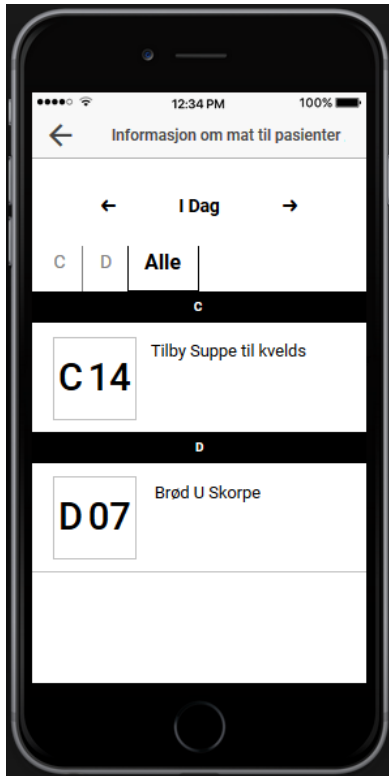 12:34 PM 100%
Informasjon om mat til pasienter
← I Dag →
C D Alle
C
C 14 Tilby Suppe til kvelds
D
D 07 Brød U Skorpe